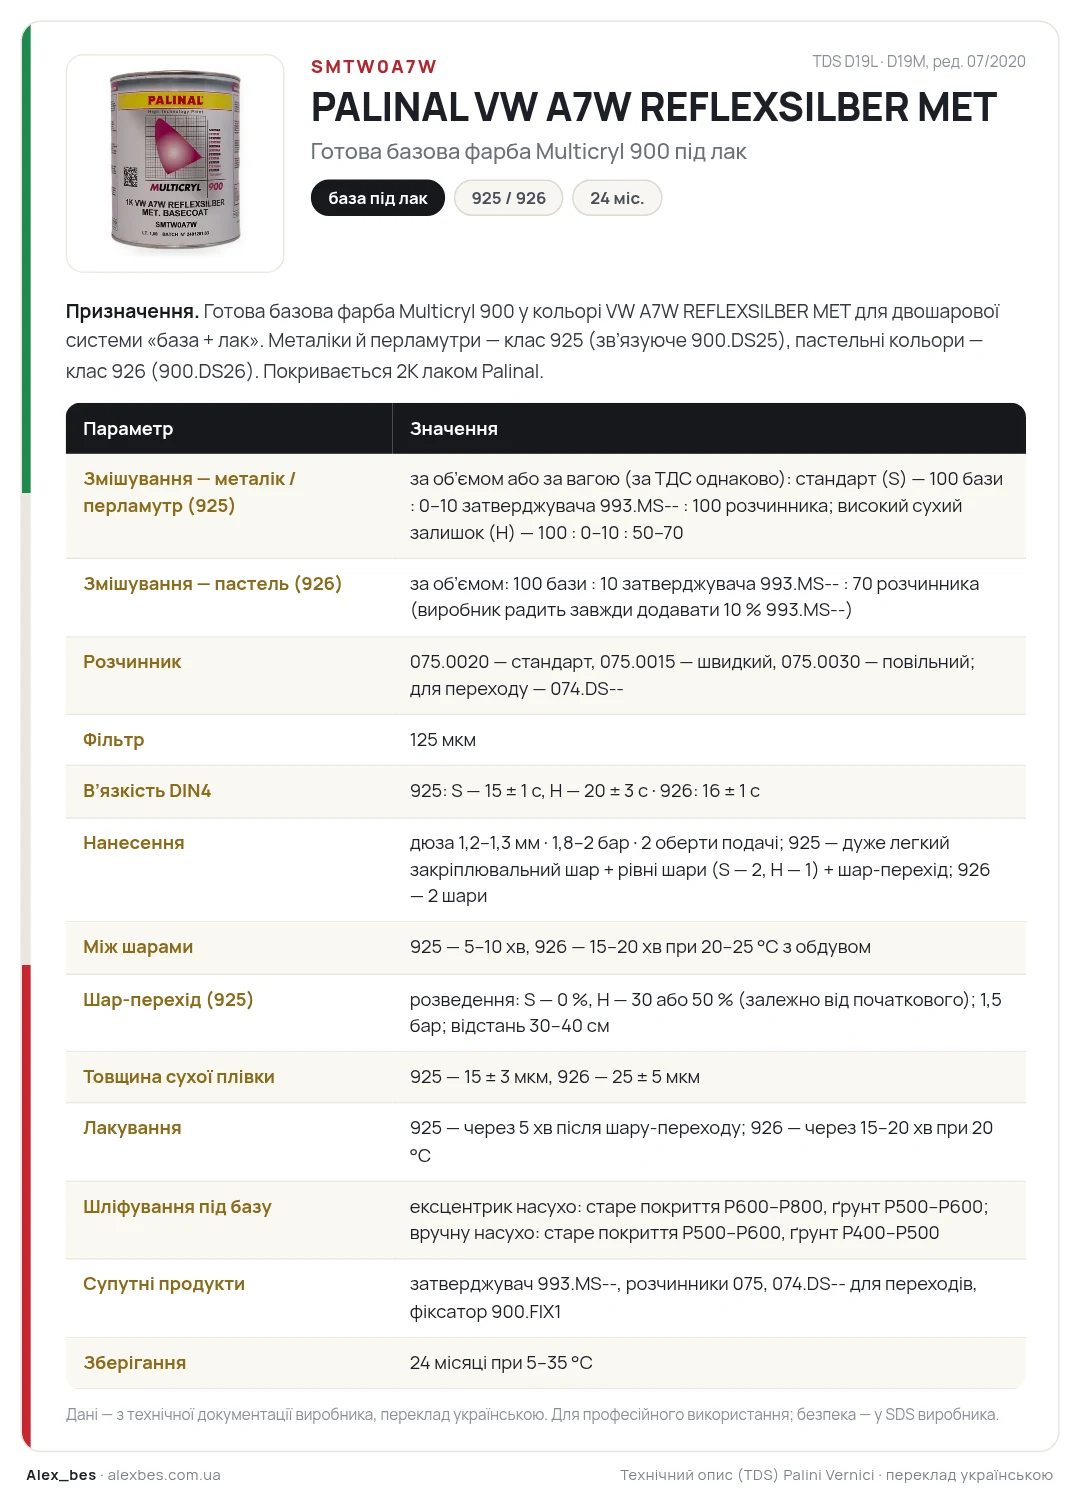 PALINAL
High Technology Paint
MULTICRYL 900
1K VW A7W REFLEXSILBER
MET. BASECOAT
SMTW0A7W
SMTW0A7W
TDS D19L · D19M, ред. 07/2020
PALINAL VW A7W REFLEXSILBER MET
Готова базова фарба Multicryl 900 під лак
база під лак
925 / 926
24 міс.
Призначення. Готова базова фарба Multicryl 900 у кольорі VW A7W REFLEXSILBER MET для двошарової
системи «база + лак». Металіки й перламутри — клас 925 (зв’язуюче 900.DS25), пастельні кольори —
клас 926 (900.DS26). Покривається 2К лаком Palinal.
Параметр
Значення
Змішування — металік /
перламутр (925)
за об’ємом або за вагою (за ТДС однаково): стандарт (S) — 100 бази
: 0–10 затверджувача 993.MS-- : 100 розчинника; високий сухий
залишок (H) — 100 : 0–10 : 50–70
Змішування — пастель (926)
за об’ємом: 100 бази : 10 затверджувача 993.MS-- : 70 розчинника
(виробник радить завжди додавати 10 % 993.MS--)
Розчинник
075.0020 — стандарт, 075.0015 — швидкий, 075.0030 — повільний;
для переходу — 074.DS--
Фільтр
125 мкм
В’язкість DIN4
925: S — 15 ± 1 с, H — 20 ± 3 с · 926: 16 ± 1 с
Нанесення
дюза 1,2–1,3 мм · 1,8–2 бар · 2 оберти подачі; 925 — дуже легкий
закріплювальний шар + рівні шари (S — 2, H — 1) + шар-перехід; 926
— 2 шари
Між шарами
925 — 5–10 хв, 926 — 15–20 хв при 20–25 °C з обдувом
Шар-перехід (925)
розведення: S — 0 %, H — 30 або 50 % (залежно від початкового); 1,5
бар; відстань 30–40 см
Товщина сухої плівки
925 — 15 ± 3 мкм, 926 — 25 ± 5 мкм
Лакування
925 — через 5 хв після шару-переходу; 926 — через 15–20 хв при 20
°C
Шліфування під базу
ексцентрик насухо: старе покриття P600–P800, ґрунт P500–P600;
вручну насухо: старе покриття P500–P600, ґрунт P400–P500
Супутні продукти
затверджувач 993.MS--, розчинники 075, 074.DS-- для переходів,
фіксатор 900.FIX1
Зберігання
24 місяці при 5–35 °C
Дані — з технічної документації виробника, переклад українською. Для професійного використання; безпека — у SDS виробника.
Alex_bes · alexbes.com.ua
Технічний опис (TDS) Palini Vernici · переклад українською